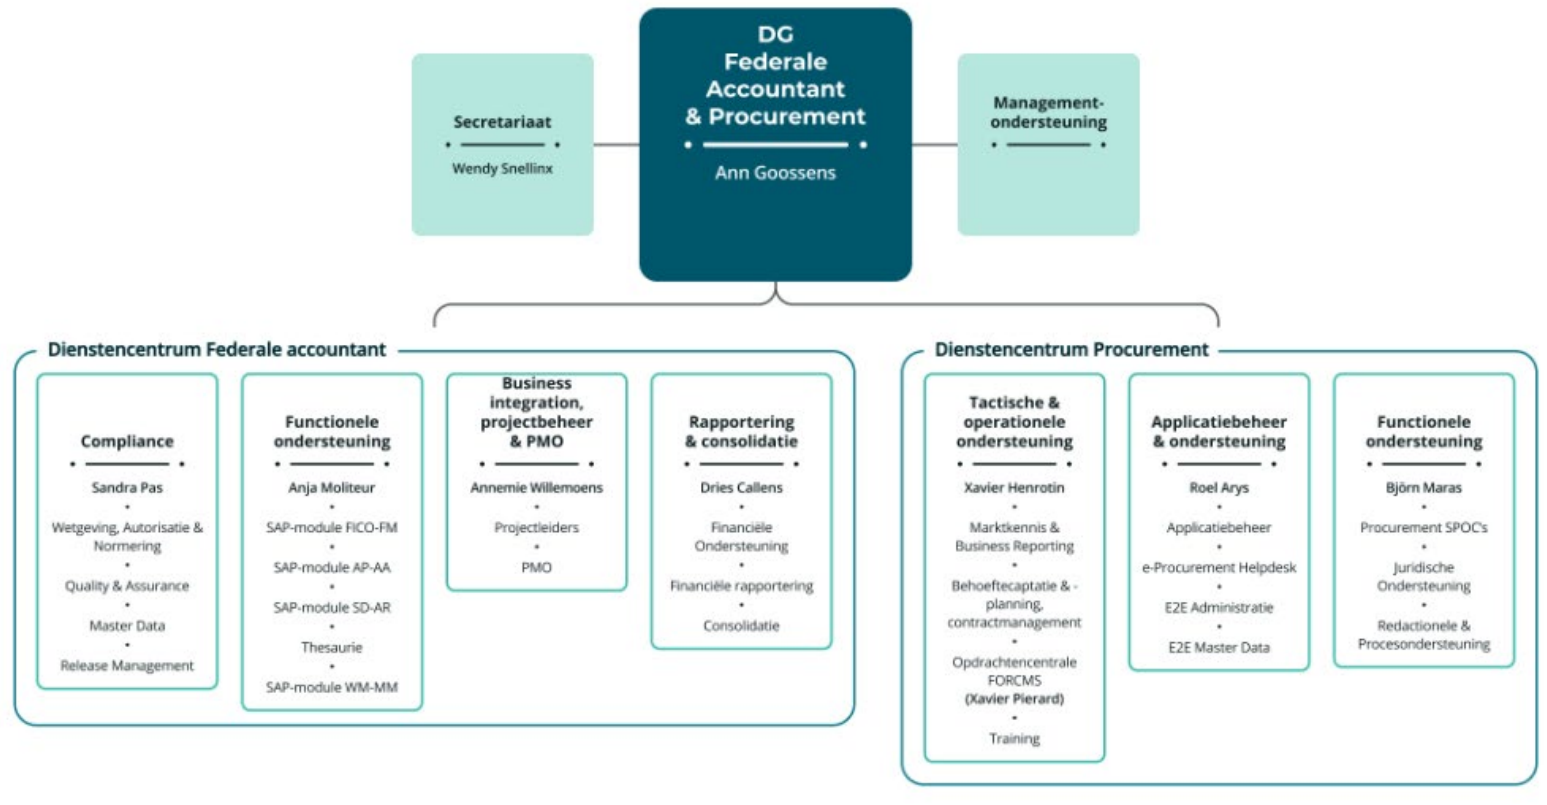 DG
Federale
Accountant
& Procurement
Ann Goossens
Secretariaat
Wendy Snellinx
Management-
ondersteuning
Dienstencentrum Federale accountant
Compliance
Sandra Pas
Wetgeving, Autorisatie &
Normering
Quality & Assurance
Master Data
Release Management
Functionele
ondersteuning
Anja Moliteur
SAP-module FICO-FM
SAP-module AP-AA
SAP-module SD-AR
Thesaurie
SAP-module WM-MM
Business
integration,
projectbeheer
& PMO
Annemie Willemoens
Projectleiders
PMO
Rapportering
& consolidatie
Dries Callens
Financiële
Ondersteuning
Financiële rapportering
Consolidatie
Dienstencentrum Procurement
Tactische &
operationele
ondersteuning
Xavier Henrotin
Marktkennis &
Business Reporting
Behoeftecaptatie & -
planning,
contractmanagement
Opdrachtencentrale
FORCMS
(Xavier Pierard)
Training
Applicatiebeheer
& ondersteuning
Roel Arys
Applicatiebeheer
e-Procurement Helpdesk
E2E Administratie
E2E Master Data
Functionele
ondersteuning
Björn Maras
Procurement SPOC's
Juridische
Ondersteuning
Redactionele &
Procesondersteuning